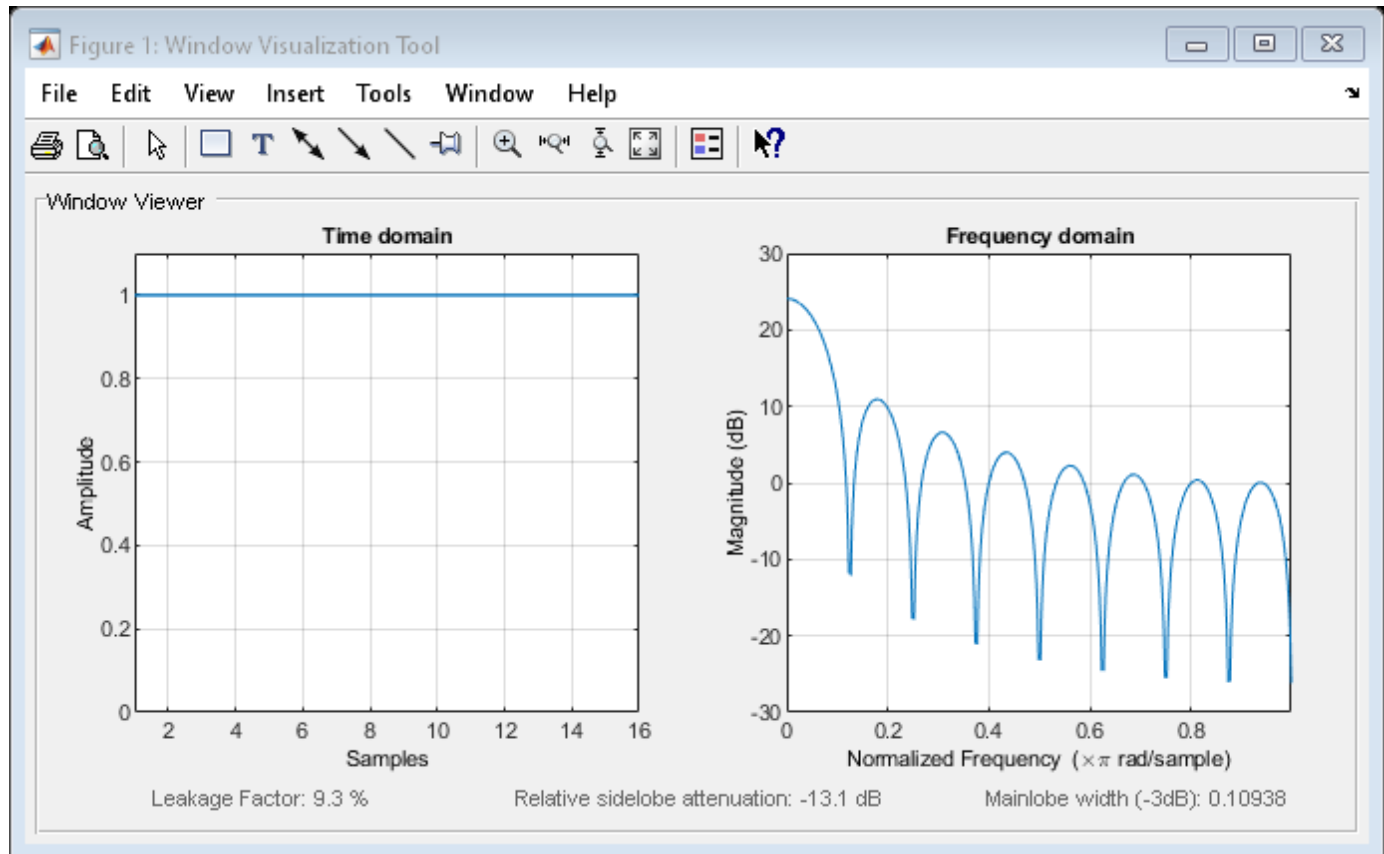 Figure 1: Window Visualization Tool
File Edit View Insert Tools Window Help
T
?
Window Viewer
Time domain
1
0.8
0.6
0.4
0.2
0
Amplitude
2 4 6 8 10 12 14 16
Samples
Frequency domain
30
20
10
0
-10
-20
-30
Magnitude (dB)
0 0.2 0.4 0.6 0.8
Normalized Frequency (×π rad/sample)
Leakage Factor: 9.3 %
Relative sidelobe attenuation: -13.1 dB
Mainlobe width (-3dB): 0.10938